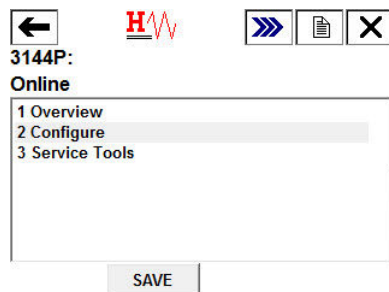 H
3144P:
Online
1 Overview
2 Configure
3 Service Tools
SAVE